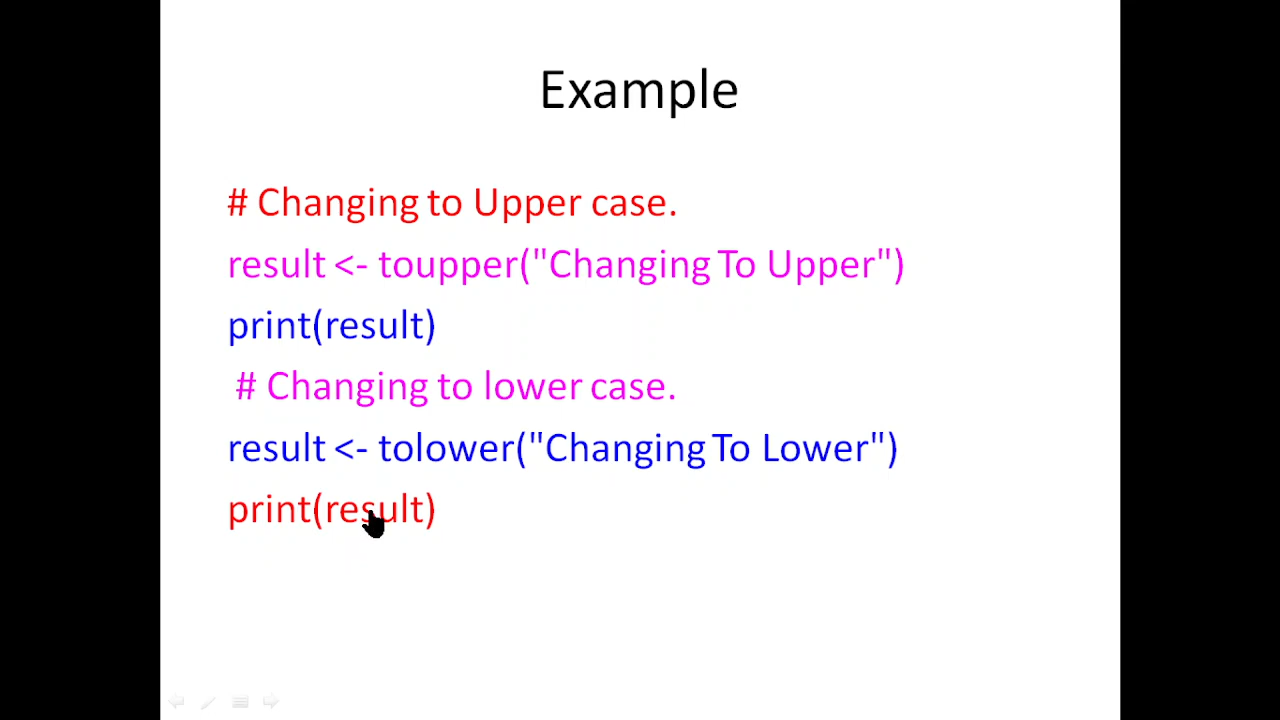 Example
# Changing to Upper case.
result <- toupper("Changing To Upper")
print(result)
# Changing to lower case.
result <- tolower("Changing To Lower")
print(result)